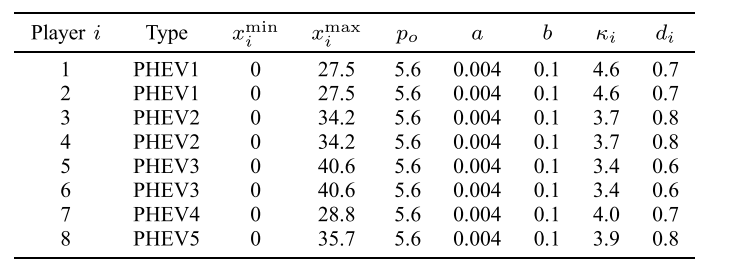 Player i Type x_i^min x_i^max p_o a b κ_i d_i
1 PHEV1 0 27.5 5.6 0.004 0.1 4.6 0.7
2 PHEV1 0 27.5 5.6 0.004 0.1 4.6 0.7
3 PHEV2 0 34.2 5.6 0.004 0.1 3.7 0.8
4 PHEV2 0 34.2 5.6 0.004 0.1 3.7 0.8
5 PHEV3 0 40.6 5.6 0.004 0.1 3.4 0.6
6 PHEV3 0 40.6 5.6 0.004 0.1 3.4 0.6
7 PHEV4 0 28.8 5.6 0.004 0.1 4.0 0.7
8 PHEV5 0 35.7 5.6 0.004 0.1 3.9 0.8